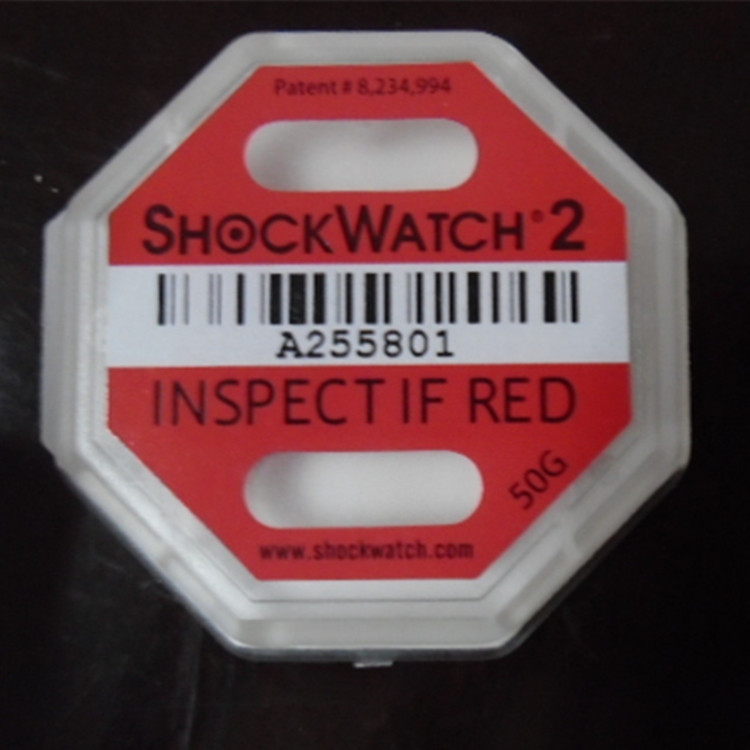 Patent # 8,234,994
SHOCKWATCH® 2
A255801
INSPECT IF RED
50G
www.shockwatch.com